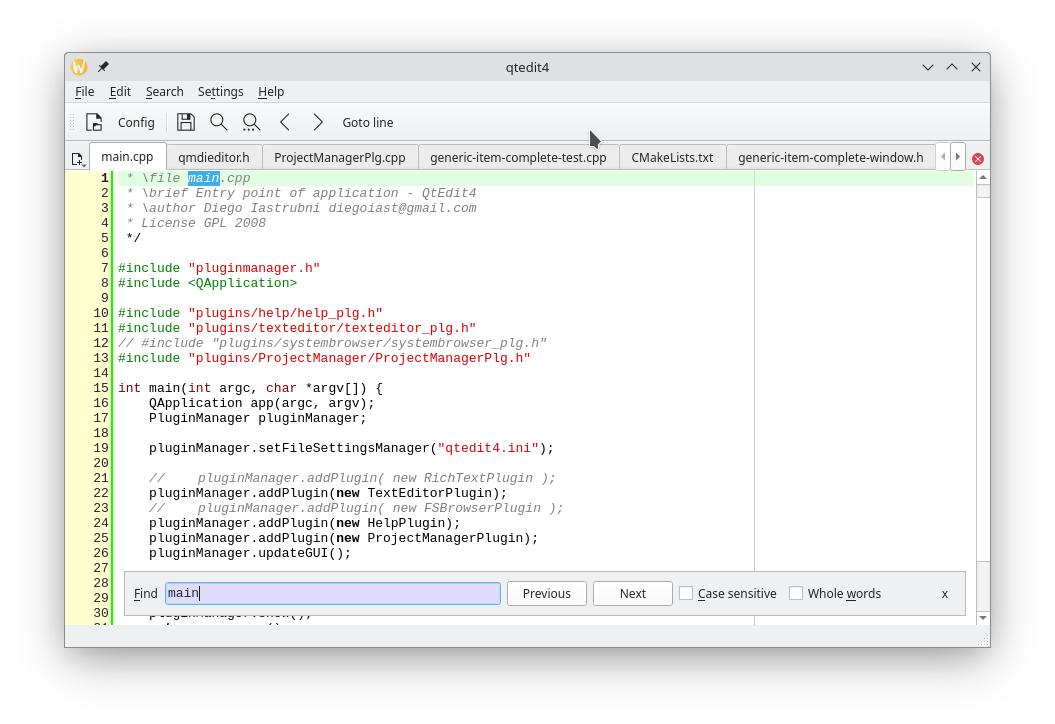 qtedit4
File Edit Search Settings Help
Config Goto line
main.cpp qmdieditor.h ProjectManagerPlg.cpp generic-item-complete-test.cpp CMakeLists.txt generic-item-complete-window.h
1 * \file main.cpp
2 * \brief Entry point of application - QtEdit4
3 * \author Diego Iastrubni diegoiast@gmail.com
4 * License GPL 2008
5 */
6
7 #include "pluginmanager.h"
8 #include <QApplication>
9
10 #include "plugins/help/help_plg.h"
11 #include "plugins/texteditor/texteditor_plg.h"
12 // #include "plugins/systembrowser/systembrowser_plg.h"
13 #include "plugins/ProjectManager/ProjectManagerPlg.h"
14
15 int main(int argc, char *argv[]) {
16     QApplication app(argc, argv);
17     PluginManager pluginManager;
18
19     pluginManager.setFileSettingsManager("qtedit4.ini");
20
21     //    pluginManager.addPlugin( new RichTextPlugin );
22     pluginManager.addPlugin(new TextEditorPlugin);
23     //    pluginManager.addPlugin( new FSBrowserPlugin );
24     pluginManager.addPlugin(new HelpPlugin);
25     pluginManager.addPlugin(new ProjectManagerPlugin);
26     pluginManager.updateGUI();
27
28
29
Find main Previous Next Case sensitive Whole words x
30